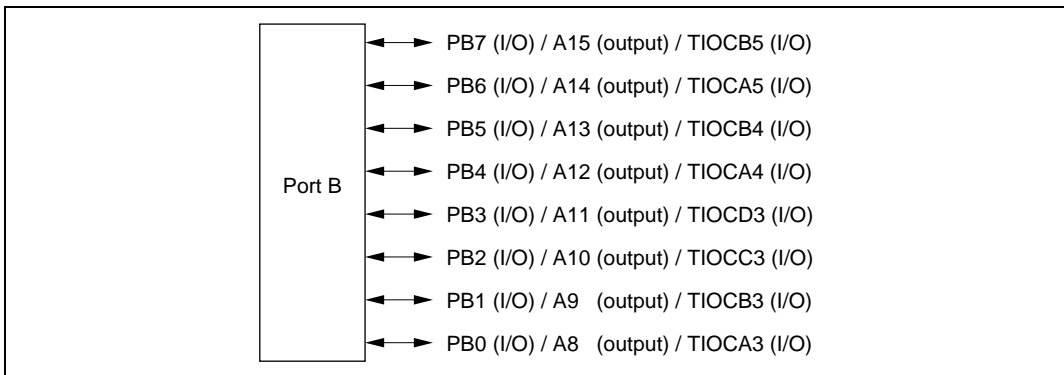 PB7 (I/O) / A15 (output) / TIOCB5 (I/O)
PB6 (I/O) / A14 (output) / TIOCA5 (I/O)
PB5 (I/O) / A13 (output) / TIOCB4 (I/O)
PB4 (I/O) / A12 (output) / TIOCA4 (I/O)
Port B
PB3 (I/O) / A11 (output) / TIOCD3 (I/O)
PB2 (I/O) / A10 (output) / TIOCC3 (I/O)
PB1 (I/O) / A9 (output) / TIOCB3 (I/O)
PB0 (I/O) / A8 (output) / TIOCA3 (I/O)